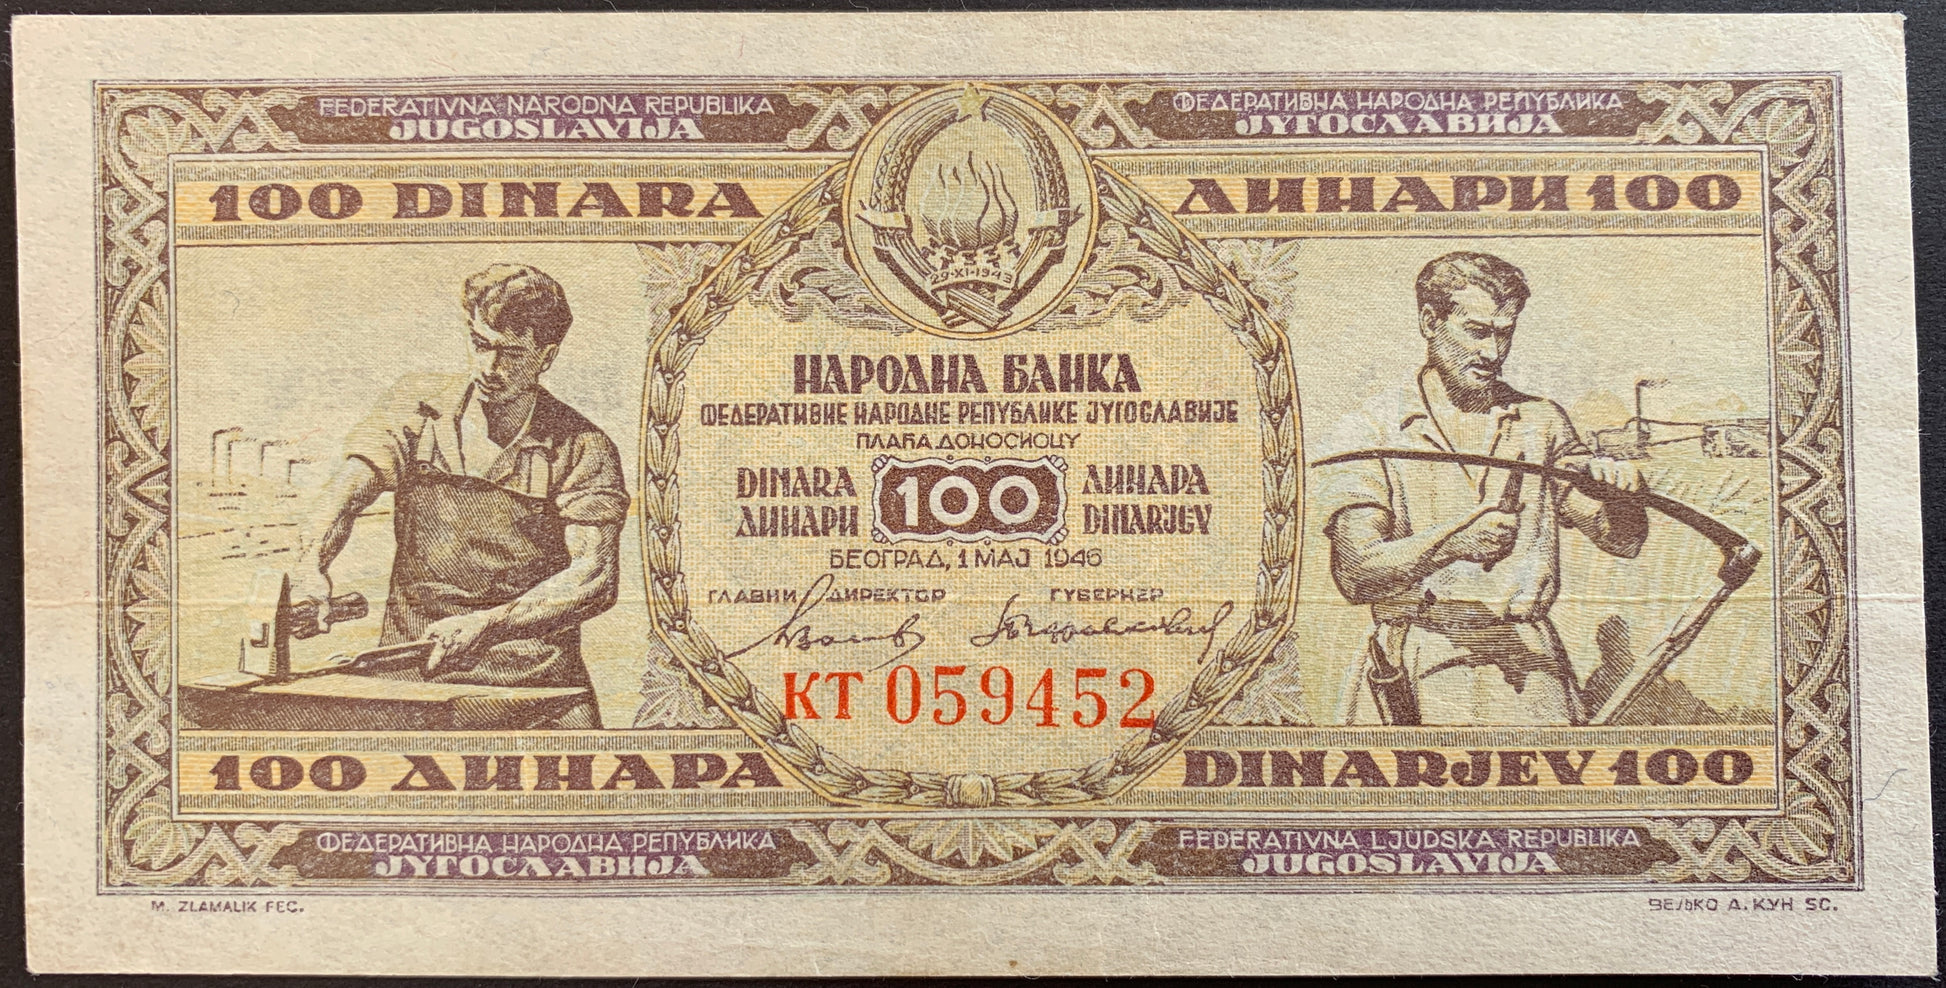 FEDERATIVNA NARODNA REPUBLIKA
JUGOSLAVIJA
ФЕДЕРАТИВНА НАРОДНА РЕПУБЛИКА
ЈУГОСЛАВИЈА
100 DINARA
ДИНАРИ 100
29·XI·1943
НАРОДНА БАНКА
ФЕДЕРАТИВНЕ НАРОДНЕ РЕПУБЛИКЕ ЈУГОСЛАВИЈЕ
ПЛАЋА ДОНОСИОЦУ
DINARA 100 ДИНАРА
ДИНАРИ DINARJEV
БЕОГРАД, 1 МАЈ 1946
ГЛАВНИ ДИРЕКТОР ГУВЕРНЕР
КТ 059452
100 ДИНАРА
DINARJEV 100
ФЕДЕРАТИВНА НАРОДНА РЕПУБЛИКА
ЈУГОСЛАВИЈА
FEDERATIVNA LJUDSKA REPUBLIKA
JUGOSLAVIJA
M. ZLAMALIK FEC.
ВЕЉКО А. КУН SC.